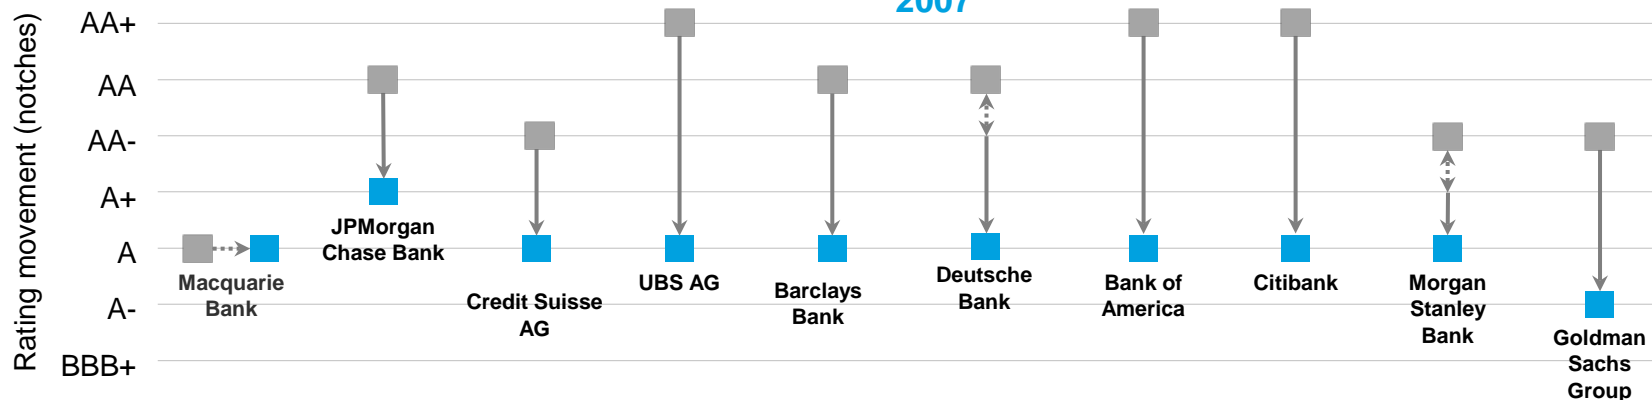 2007
Rating movement (notches)
AA+
AA
AA-
A+
A
A-
BBB+
Macquarie
Bank
JPMorgan
Chase Bank
Credit Suisse
AG
UBS AG
Barclays
Bank
Deutsche
Bank
Bank of
America
Citibank
Morgan
Stanley
Bank
Goldman
Sachs
Group